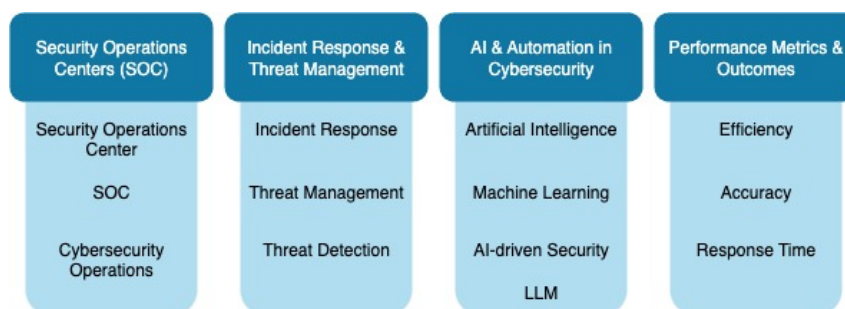 Security Operations
Centers (SOC)
Security Operations
Center
SOC
Cybersecurity
Operations
Incident Response &
Threat Management
Incident Response
Threat Management
Threat Detection
AI & Automation in
Cybersecurity
Artificial Intelligence
Machine Learning
AI-driven Security
LLM
Performance Metrics &
Outcomes
Efficiency
Accuracy
Response Time